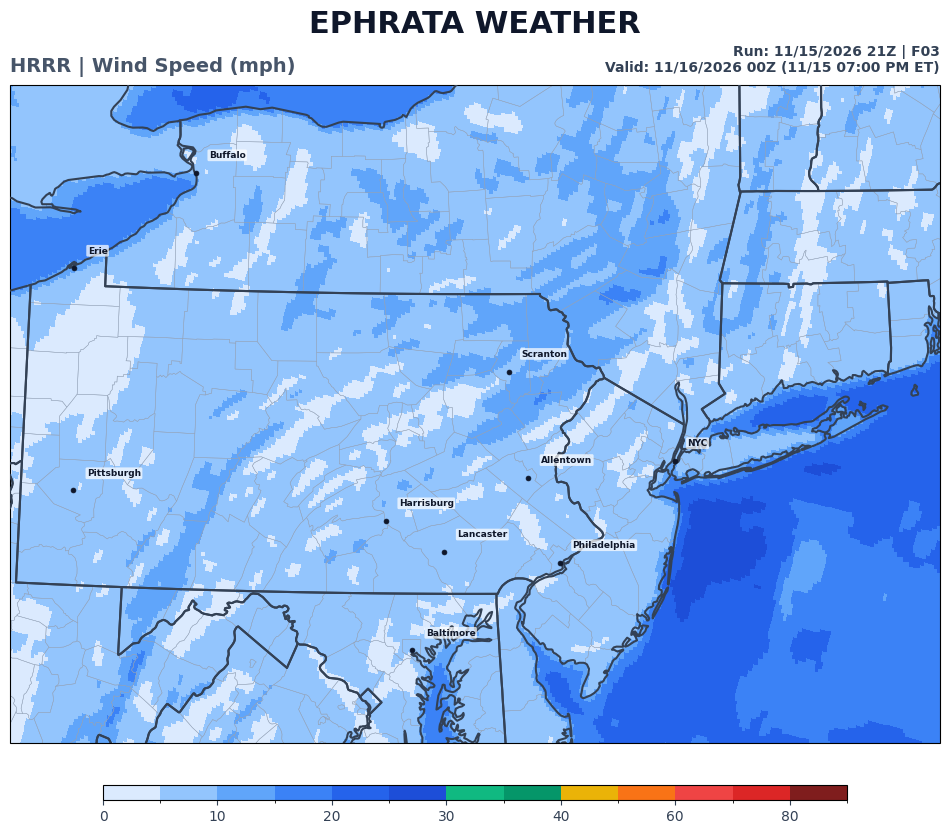 EPHRATA WEATHER
HRRR | Wind Speed (mph)
Run: 11/15/2026 21Z | F03
Valid: 11/16/2026 00Z (11/15 07:00 PM ET)
Buffalo
Erie
Scranton
NYC
Allentown
Pittsburgh
Harrisburg
Lancaster
Philadelphia
Baltimore
0 10 20 30 40 50 60 70 80